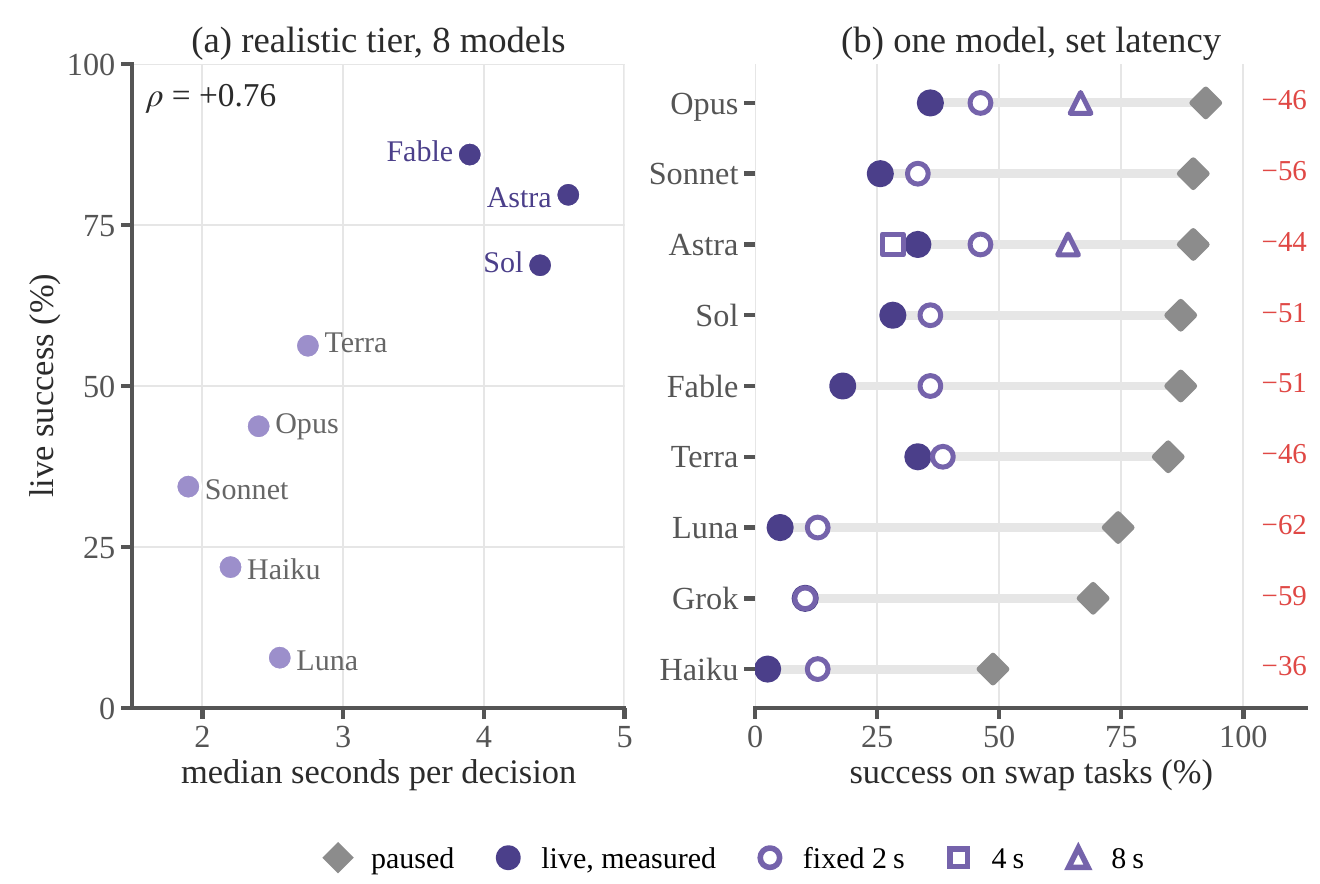 (a) realistic tier, 8 models
ρ = +0.76
live success (%)
100
75
50
25
0
Fable
Astra
Sol
Terra
Opus
Sonnet
Haiku
Luna
2 3 4 5
median seconds per decision
(b) one model, set latency
Opus −46
Sonnet −56
Astra −44
Sol −51
Fable −51
Terra −46
Luna −62
Grok −59
Haiku −36
0 25 50 75 100
success on swap tasks (%)
paused live, measured fixed 2 s 4 s 8 s